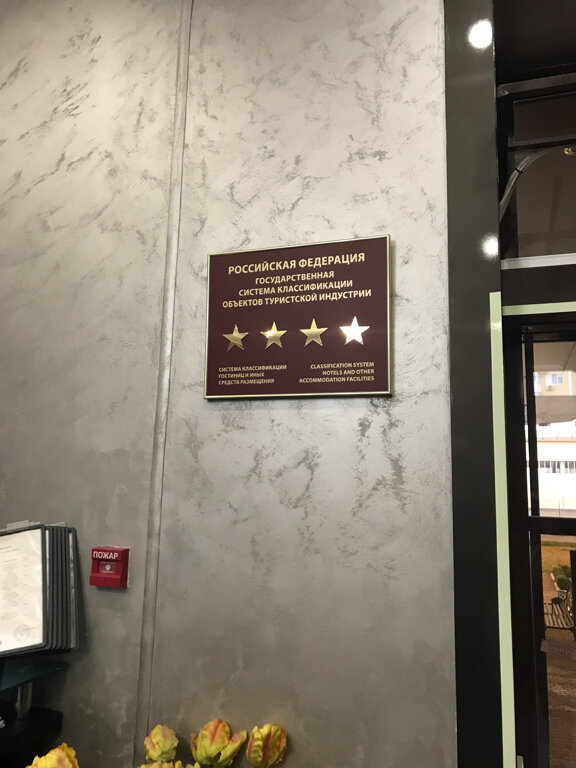 РОССИЙСКАЯ ФЕДЕРАЦИЯ
ГОСУДАРСТВЕННАЯ
СИСТЕМА КЛАССИФИКАЦИИ
ОБЪЕКТОВ ТУРИСТСКОЙ ИНДУСТРИИ
СИСТЕМА КЛАССИФИКАЦИИ
ГОСТИНИЦ И ИНЫХ
СРЕДСТВ РАЗМЕЩЕНИЯ
CLASSIFICATION SYSTEM
HOTELS AND OTHER
ACCOMMODATION FACILITIES
ПОЖАР